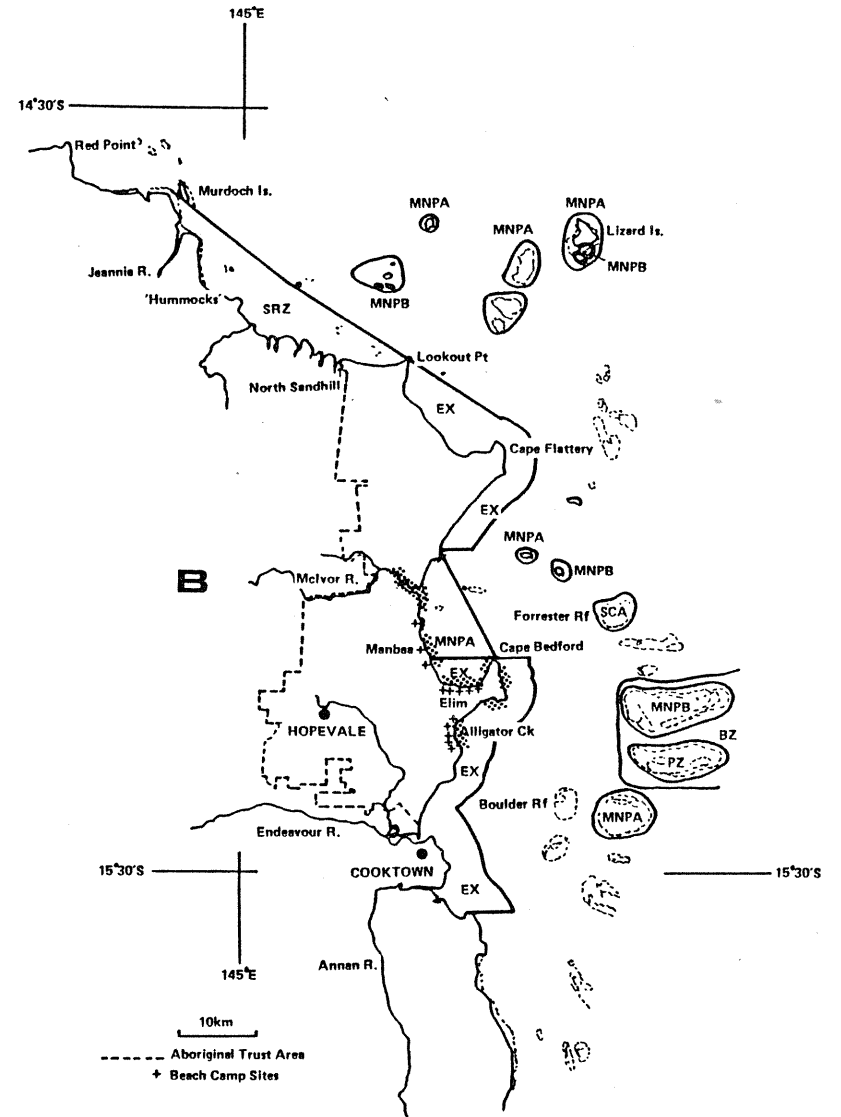 145°E
14°30'S
Red Point
Murdoch Is.
MNPA
MNPA
MNPA
Lizard Is.
MNPB
Jeannie R.
'Hummocks'
MNPB
SRZ
Lookout Pt
North Sandhill
EX
Cape Flattery
EX
MNPA
MNPB
B
McIvor R.
Forrester Rf
SCA
MNPA
Manbaa
Cape Bedford
EX
Elim
MNPB
HOPEVALE
Alligator Ck
BZ
PZ
EX
Boulder Rf
MNPA
Endeavour R.
15°30'S
COOKTOWN
15°30'S
EX
145°E
Annan R.
10km
Aboriginal Trust Area
Beach Camp Sites